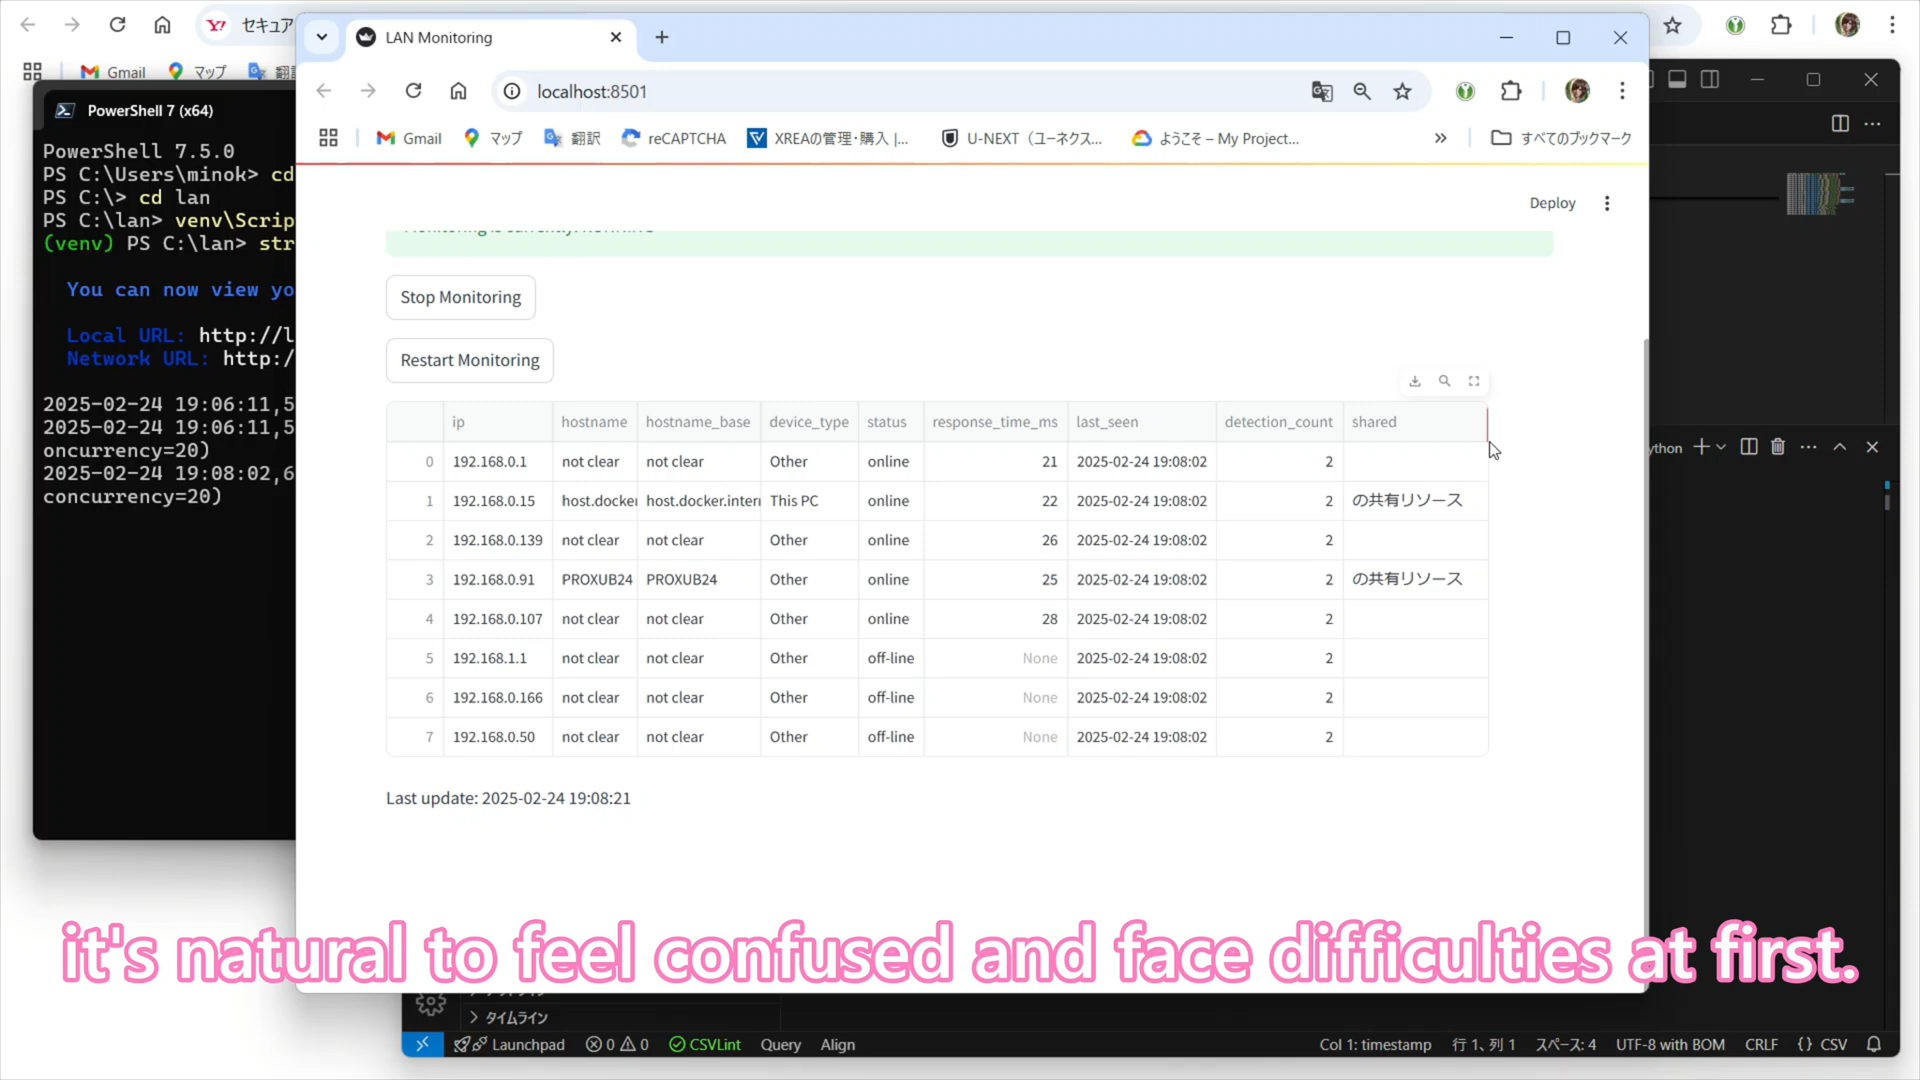 セキュア
LAN Monitoring
Gmail
マップ
PowerShell 7 (x64)
localhost:8501
Gmail
マップ
翻訳
reCAPTCHA
XREAの管理・購入 |...
U-NEXT（ユーネクス...
ようこそ – My Project...
すべてのブックマーク
PowerShell 7.5.0
PS C:\Users\minok> cd
PS C:\> cd lan
PS C:\lan> venv\Scrip
(venv) PS C:\lan> str
You can now view yo
Local URL: http://l
Network URL: http:/
2025-02-24 19:06:11,5
2025-02-24 19:06:11,5
oncurrency=20)
2025-02-24 19:08:02,6
concurrency=20)
Deploy
Stop Monitoring
Restart Monitoring
ip hostname hostname_base device_type status response_time_ms last_seen detection_count shared
0 192.168.0.1 not clear not clear Other online 21 2025-02-24 19:08:02 2
1 192.168.0.15 host.docker host.docker.inter This PC online 22 2025-02-24 19:08:02 2 の共有リソース
2 192.168.0.139 not clear not clear Other online 26 2025-02-24 19:08:02 2
3 192.168.0.91 PROXUB24 PROXUB24 Other online 25 2025-02-24 19:08:02 2 の共有リソース
4 192.168.0.107 not clear not clear Other online 28 2025-02-24 19:08:02 2
5 192.168.1.1 not clear not clear Other off-line None 2025-02-24 19:08:02 2
6 192.168.0.166 not clear not clear Other off-line None 2025-02-24 19:08:02 2
7 192.168.0.50 not clear not clear Other off-line None 2025-02-24 19:08:02 2
Last update: 2025-02-24 19:08:21
ython
it's natural to feel confused and face difficulties at first.
タイムライン
Launchpad 0 0 CSVLint Query Align Col 1: timestamp 行 1、列 1 スペース: 4 UTF-8 with BOM CRLF {} CSV